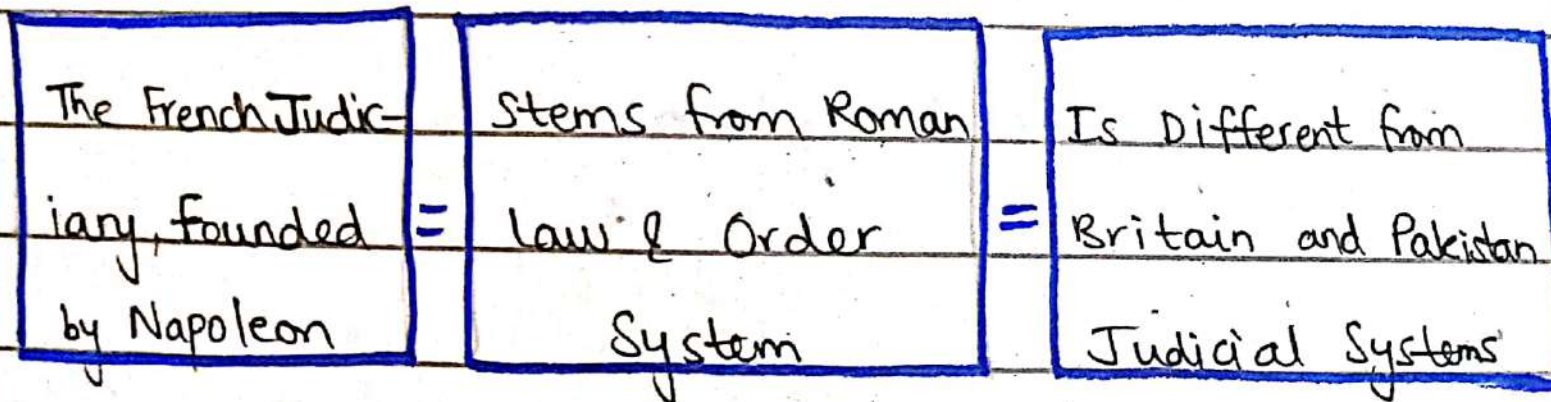 The French Judic-
iary, founded
by Napoleon
=
Stems from Roman
law & Order
System
=
Is Different from
Britain and Pakistan
Judicial Systems